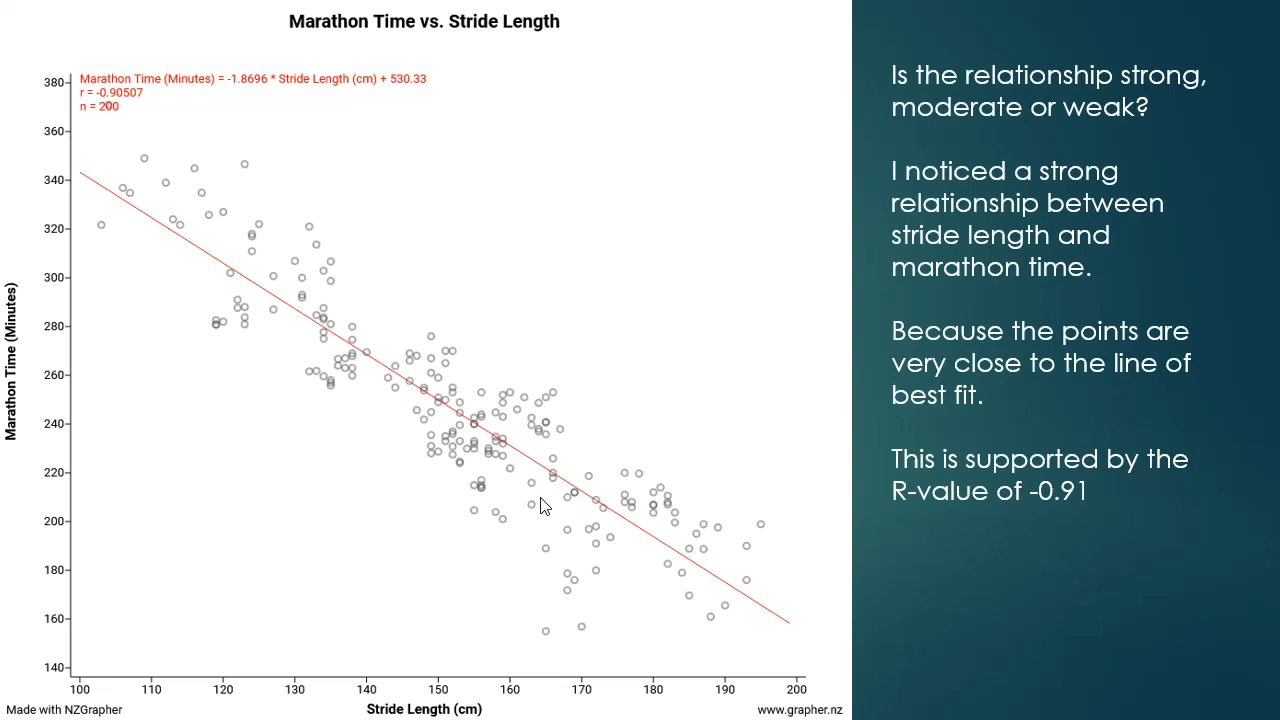 Marathon Time vs. Stride Length
Marathon Time (Minutes) = -1.8696 * Stride Length (cm) + 530.33
r = -0.90507
n = 200
Marathon Time (Minutes)
380
360
340
320
300
280
260
240
220
200
180
160
140
100 110 120 130 140 150 160 170 180 190 200
Made with NZGrapher
Stride Length (cm)
www.grapher.nz
Is the relationship strong,
moderate or weak?
I noticed a strong
relationship between
stride length and
marathon time.
Because the points are
very close to the line of
best fit.
This is supported by the
R-value of -0.91